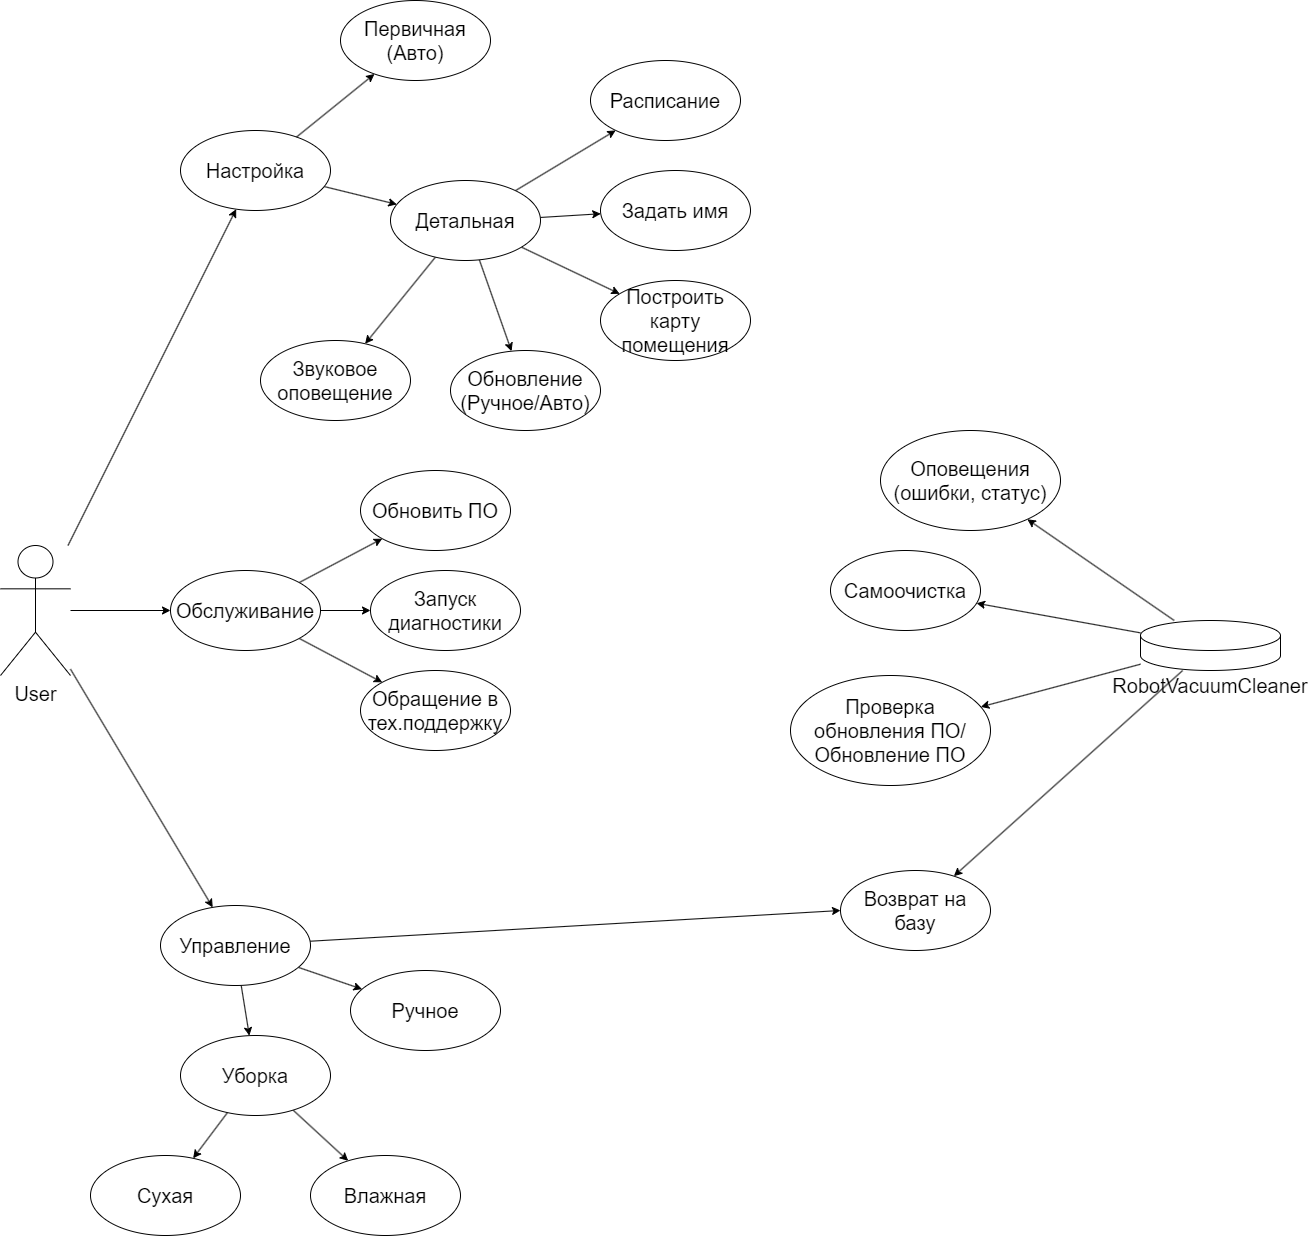 Первичная
(Авто)
Расписание
Настройка
Задать имя
Детальная
Построить
карту
помещения
Звуковое
оповещение
Обновление
(Ручное/Авто)
Оповещения
(ошибки, статус)
Обновить ПО
Самоочистка
Обслуживание
Запуск
диагностики
User
RobotVacuumCleaner
Обращение в
тех.поддержку
Проверка
обновления ПО/
Обновление ПО
Возврат на
базу
Управление
Ручное
Уборка
Сухая
Влажная